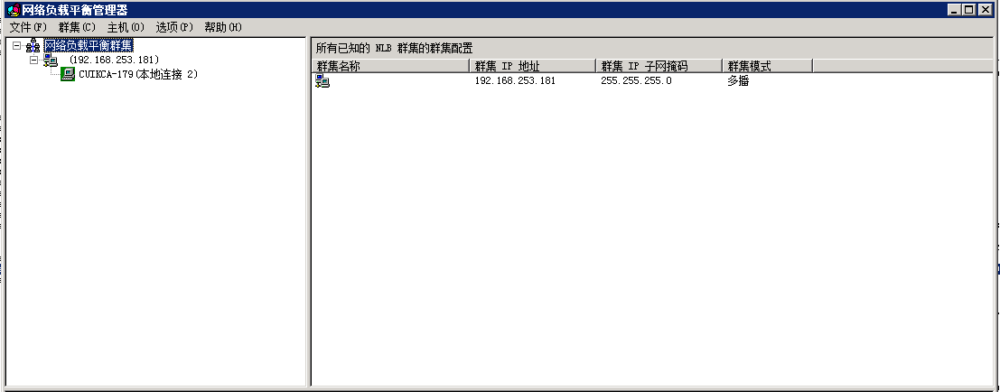 网络负载平衡管理器
文件(F) 群集(C) 主机(O) 选项(P) 帮助(H)
网络负载平衡群集
(192.168.253.181)
CUIKCA-179(本地连接 2)
所有已知的 NLB 群集的群集配置
群集名称 群集 IP 地址 群集 IP 子网掩码 群集模式
192.168.253.181 255.255.255.0 多播